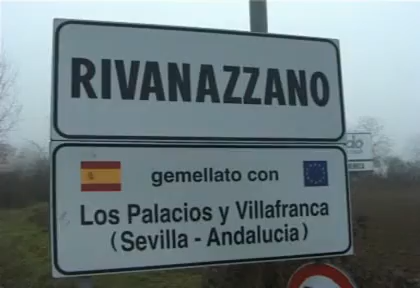 RIVANAZZANO
gemellato con
Los Palacios y Villafranca
(Sevilla - Andalucia)